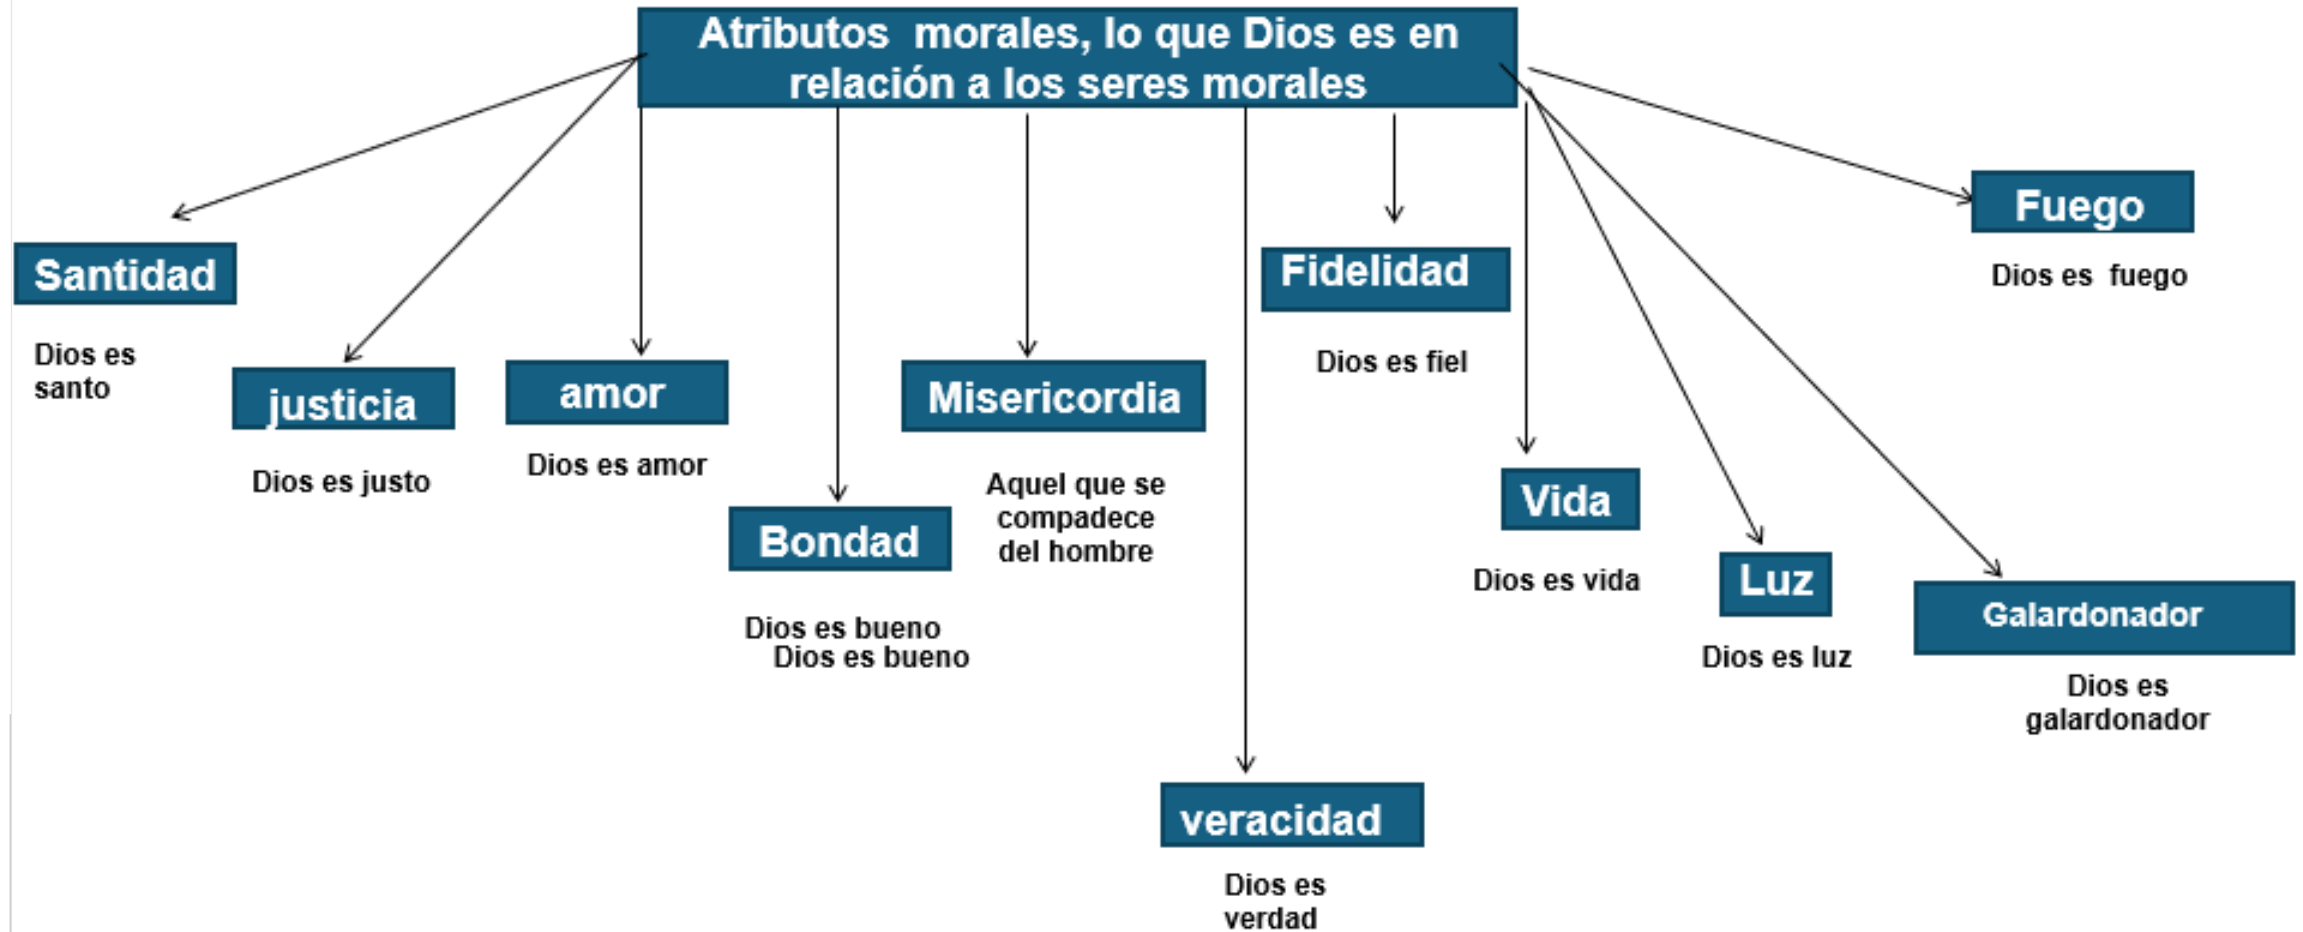 Atributos  morales, lo que Dios es en
relación a los seres morales
Santidad
Dios es
santo
justicia
Dios es justo
amor
Dios es amor
Bondad
Dios es bueno
Dios es bueno
Misericordia
Aquel que se
compadece
del hombre
veracidad
Dios es
verdad
Fidelidad
Dios es fiel
Vida
Dios es vida
Luz
Dios es luz
Galardonador
Dios es
galardonador
Fuego
Dios es  fuego